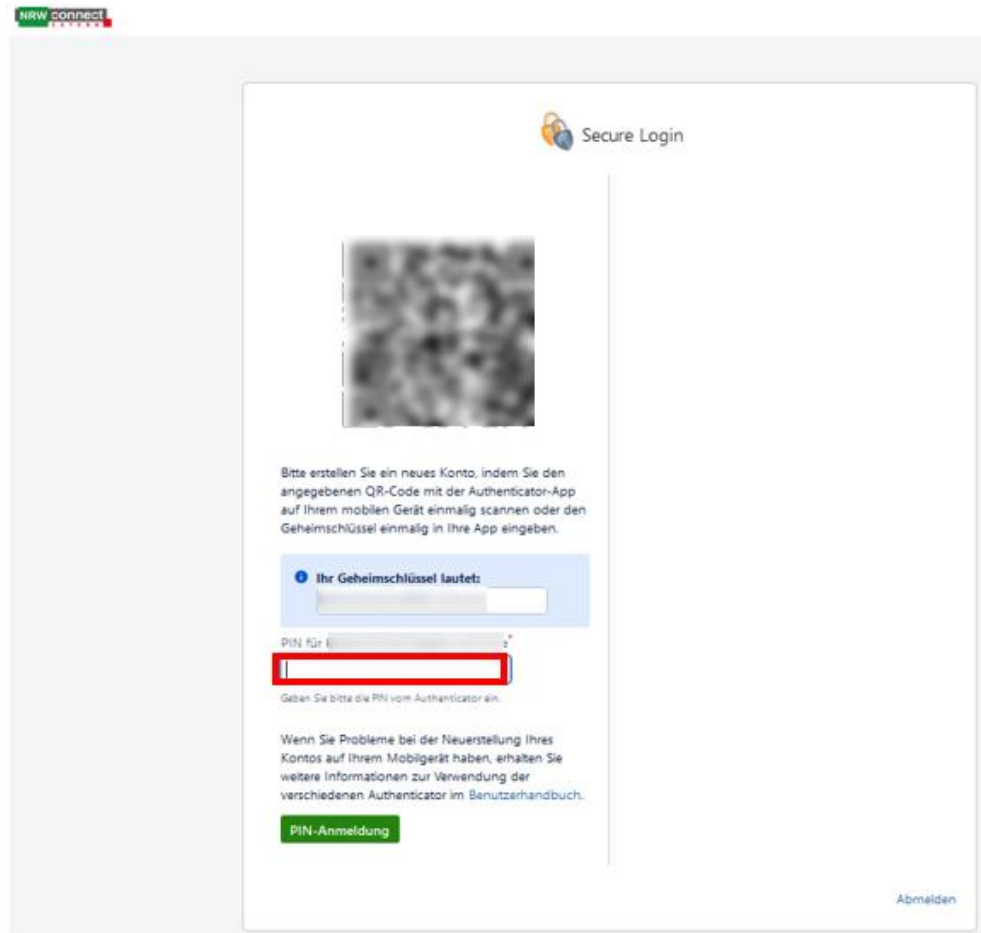 NRW connect
EXTERN
Secure Login
Bitte erstellen Sie ein neues Konto, indem Sie den
angegebenen QR-Code mit der Authenticator-App
auf Ihrem mobilen Gerät einmalig scannen oder den
Geheimschlüssel einmalig in Ihre App eingeben.
Ihr Geheimschlüssel lautet:
PIN für
Geben Sie bitte die PIN vom Authenticator ein.
Wenn Sie Probleme bei der Neuerstellung Ihres
Kontos auf Ihrem Mobilgerät haben, erhalten Sie
weitere Informationen zur Verwendung der
verschiedenen Authenticator im Benutzerhandbuch.
PIN-Anmeldung
Abmelden